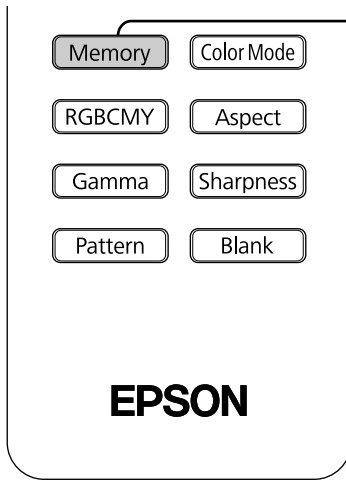 Memory Color Mode
RGBCMY Aspect
Gamma Sharpness
Pattern Blank
EPSON